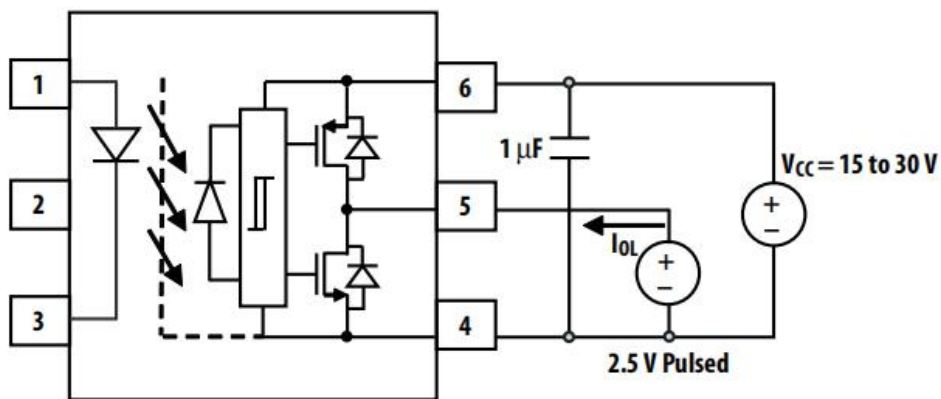 1
2
3
6
5
4
1 µF
V_CC = 15 to 30 V
+
−
I_OL
+
−
2.5 V Pulsed